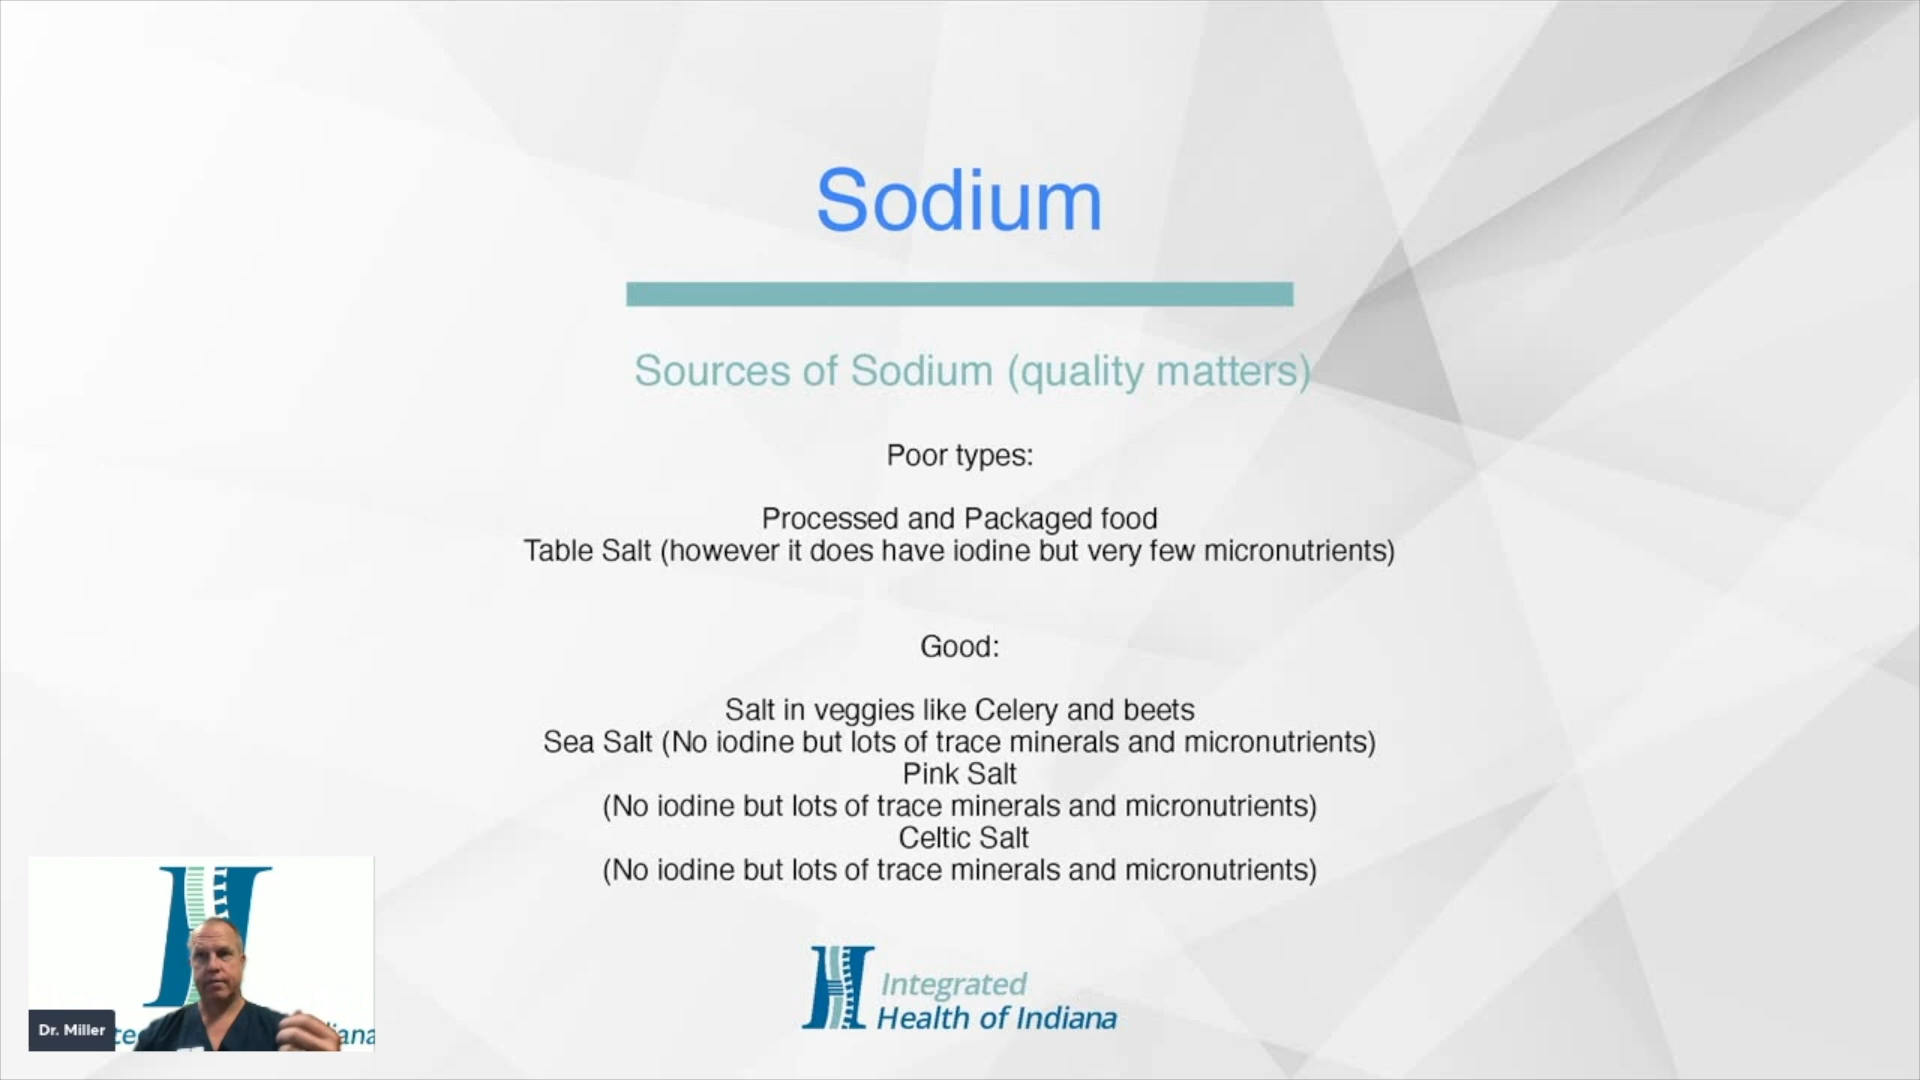 Sodium
Sources of Sodium (quality matters)
Poor types:
Processed and Packaged food
Table Salt (however it does have iodine but very few micronutrients)
Good:
Salt in veggies like Celery and beets
Sea Salt (No iodine but lots of trace minerals and micronutrients)
Pink Salt
(No iodine but lots of trace minerals and micronutrients)
Celtic Salt
(No iodine but lots of trace minerals and micronutrients)
Integrated
Health of Indiana
Dr. Miller